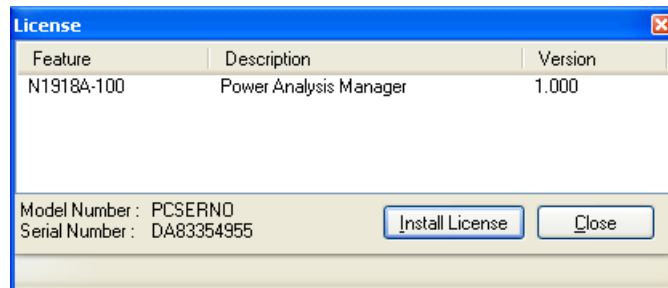 License
Feature Description Version
N1918A-100 Power Analysis Manager 1.000
Model Number : PCSERNO
Serial Number : DA83354955
Install License Close